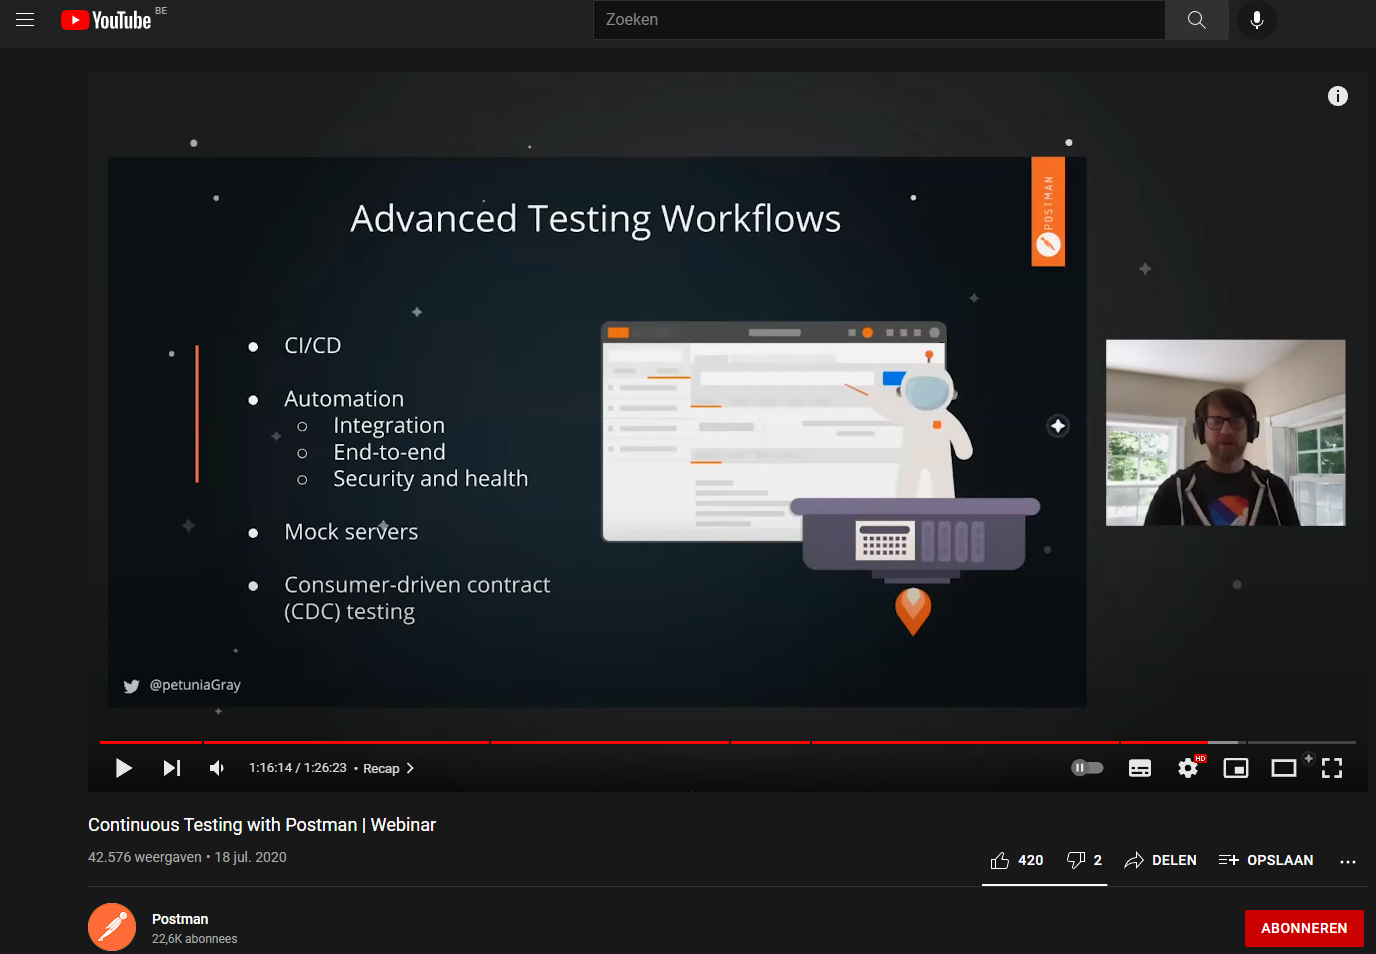 YouTube BE
Zoeken
Advanced Testing Workflows
POSTMAN
CI/CD
Automation
Integration
End-to-end
Security and health
Mock servers
Consumer-driven contract
(CDC) testing
@petuniaGray
1:16:14 / 1:26:23 • Recap
HD
Continuous Testing with Postman | Webinar
42.576 weergaven • 18 jul. 2020
420 2 DELEN OPSLAAN
Postman
22,6K abonnees
ABONNEREN